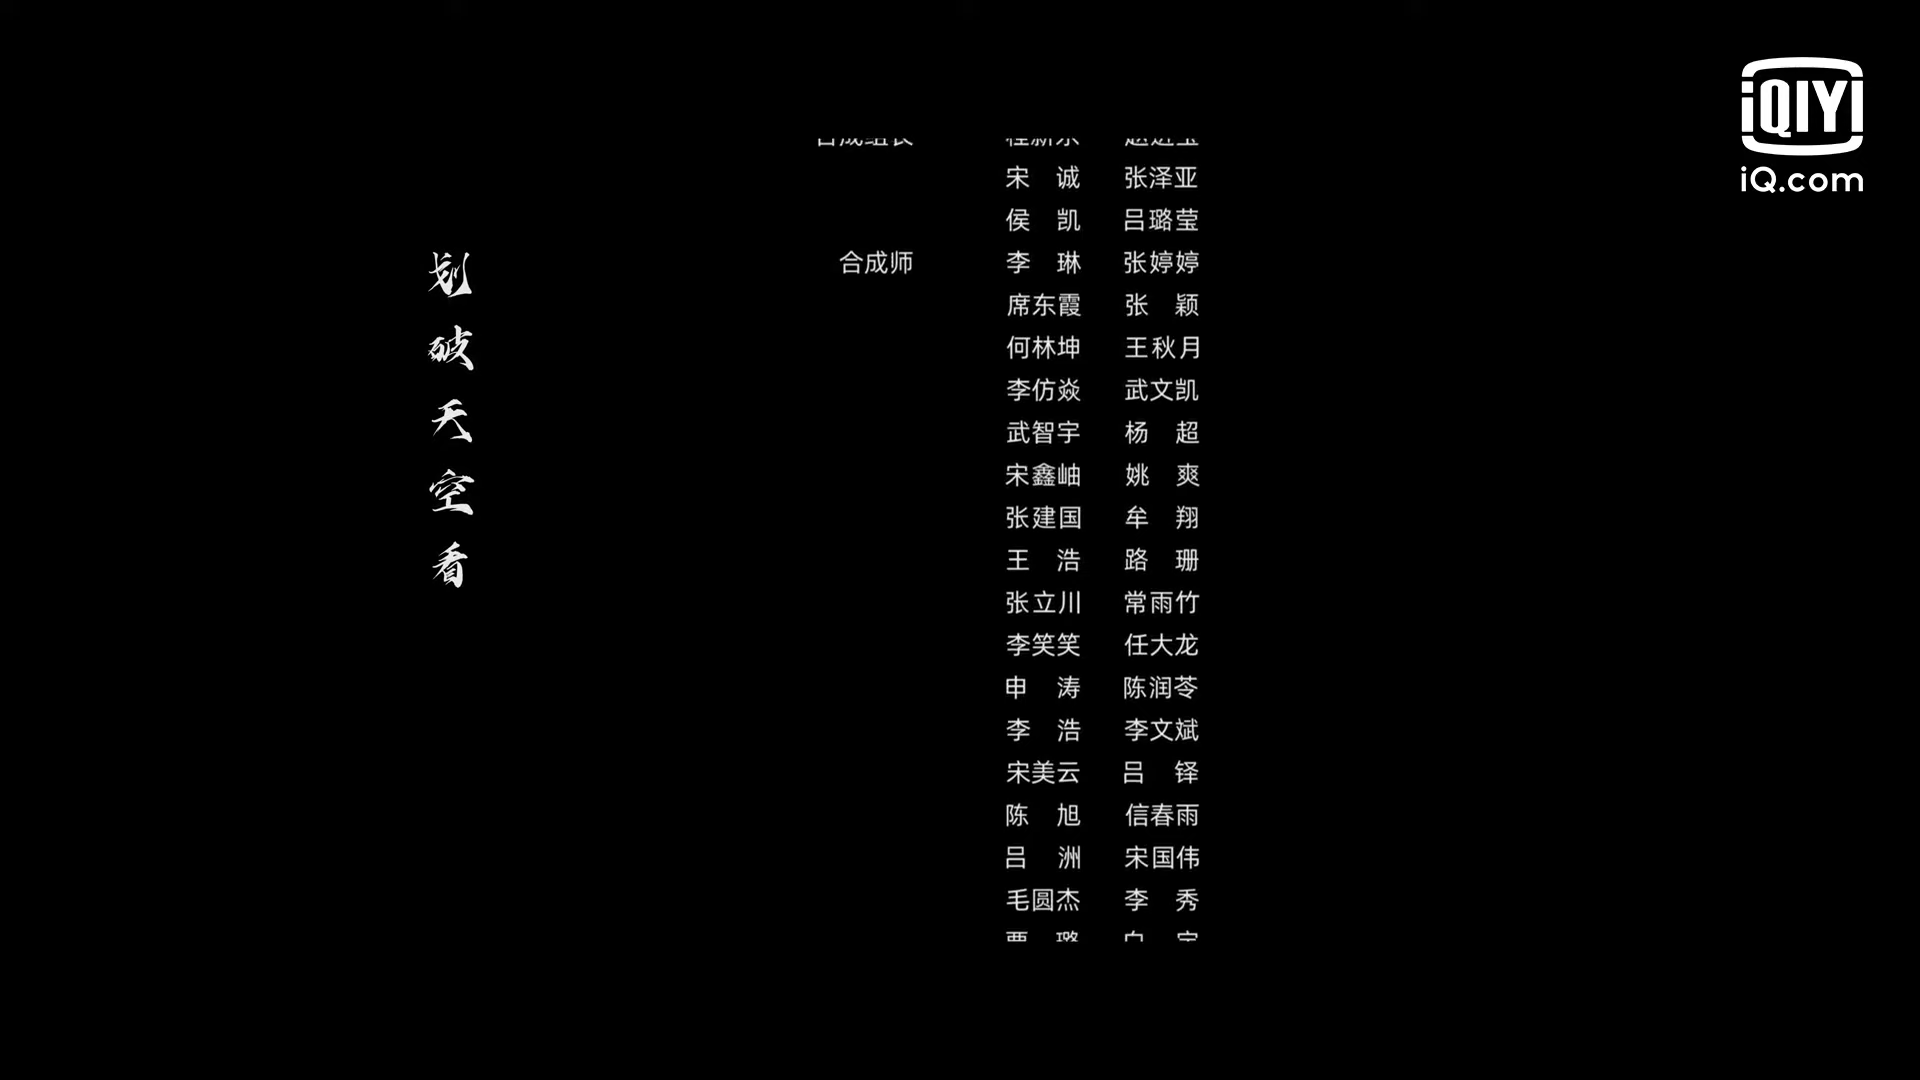 iQIYI
iQ.com
划破天空看
合成组长
宋 诚 张泽亚
侯 凯 吕璐莹
合成师 李 琳 张婷婷
席东霞 张 颖
何林坤 王秋月
李仿焱 武文凯
武智宇 杨 超
宋鑫岫 姚 爽
张建国 牟 翔
王 浩 路 珊
张立川 常雨竹
李笑笑 任大龙
申 涛 陈润苓
李 浩 李文斌
宋美云 吕 铎
陈 旭 信春雨
吕 洲 宋国伟
毛圆杰 李 秀